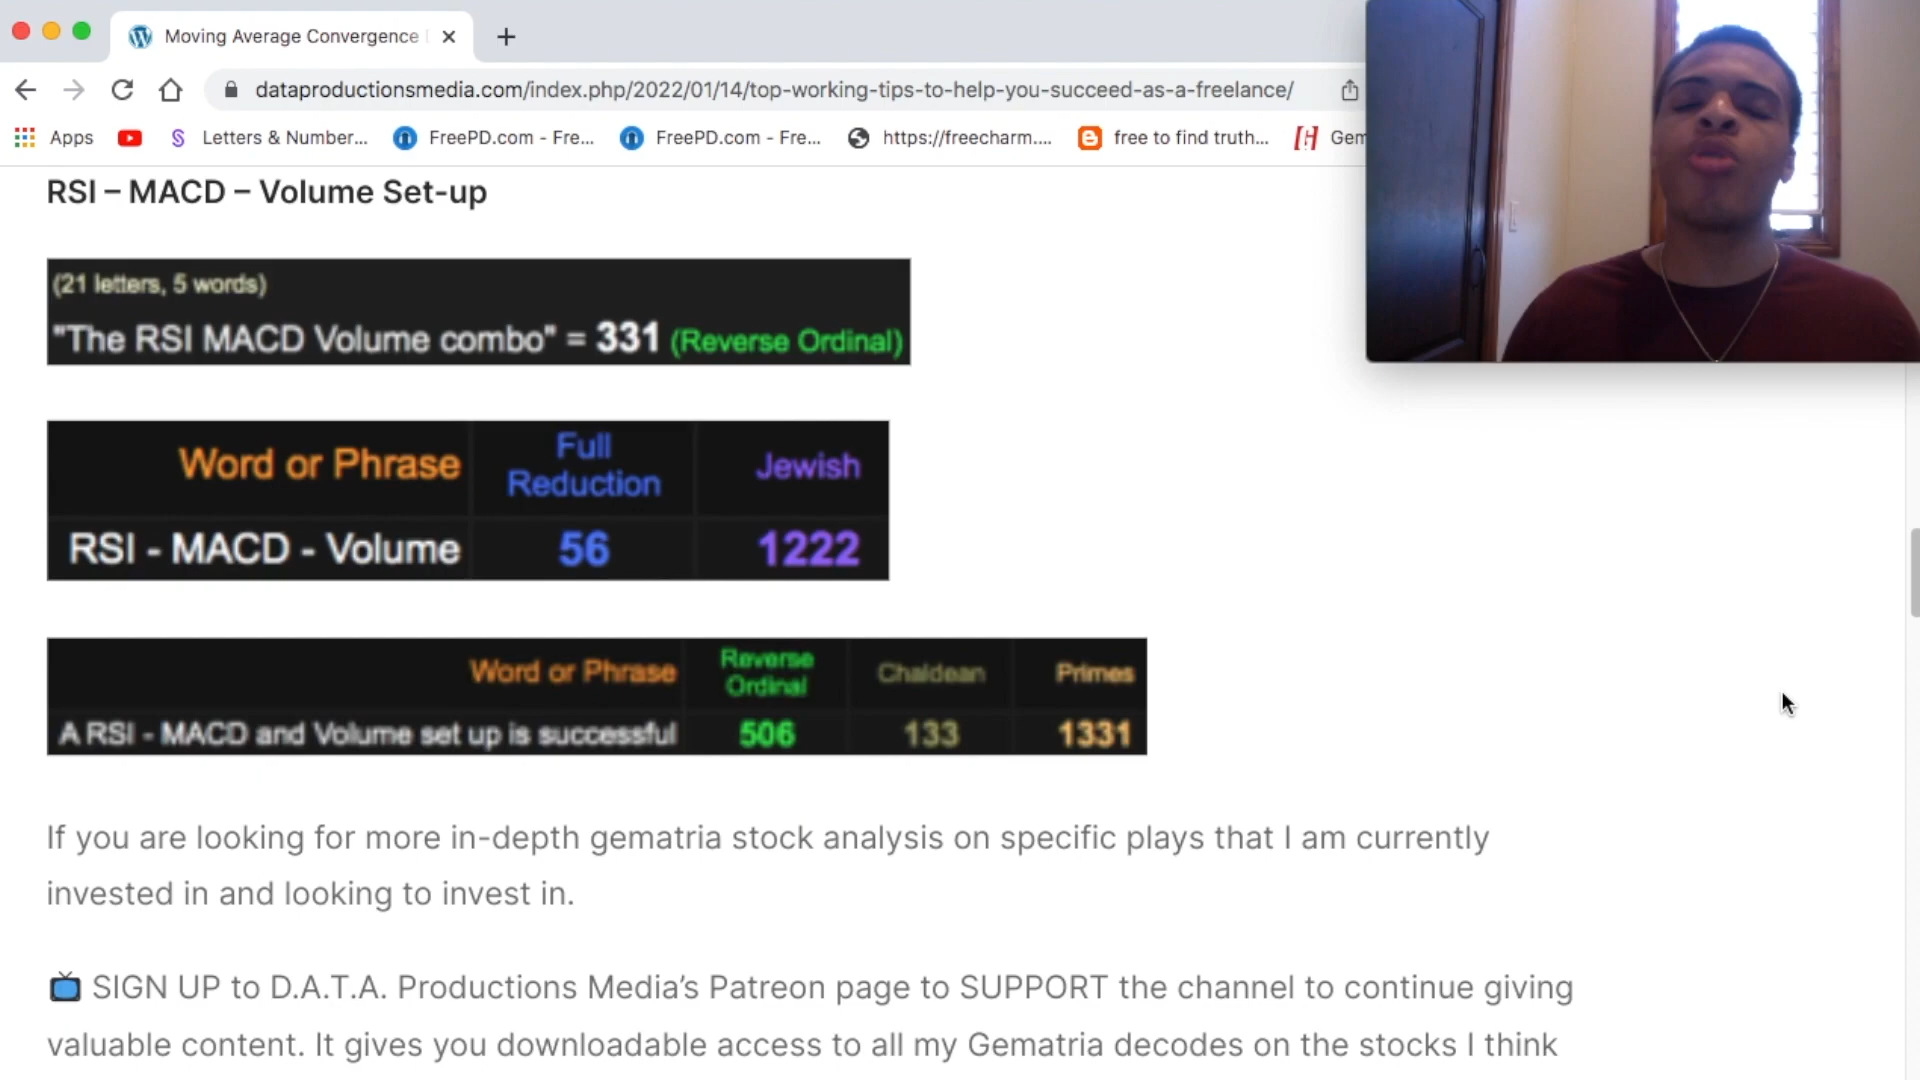 Moving Average Convergence
dataproductionsmedia.com/index.php/2022/01/14/top-working-tips-to-help-you-succeed-as-a-freelance/
Apps
Letters & Number...
FreePD.com - Fre...
FreePD.com - Fre...
https://freecharm....
free to find truth...
Gem
RSI – MACD – Volume Set-up
(21 letters, 5 words)
"The RSI MACD Volume combo" = 331 (Reverse Ordinal)
Word or Phrase Full Reduction Jewish
RSI - MACD - Volume 56 1222
Word or Phrase Reverse Ordinal Chaldean Primes
A RSI - MACD and Volume set up is successful 506 133 1331
If you are looking for more in-depth gematria stock analysis on specific plays that I am currently
invested in and looking to invest in.
SIGN UP to D.A.T.A. Productions Media’s Patreon page to SUPPORT the channel to continue giving
valuable content. It gives you downloadable access to all my Gematria decodes on the stocks I think